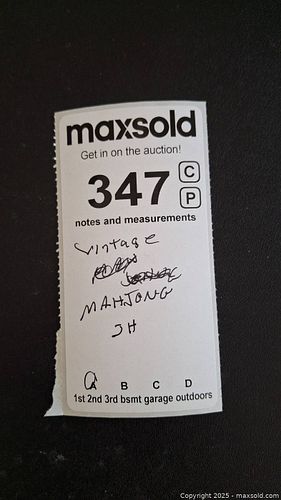 maxsold
Get in on the auction!
347 C
P
notes and measurements
vintage
MAHJONG
JH
A B C D
1st 2nd 3rd bsmt garage outdoors
Copyright 2025 - maxsold.com